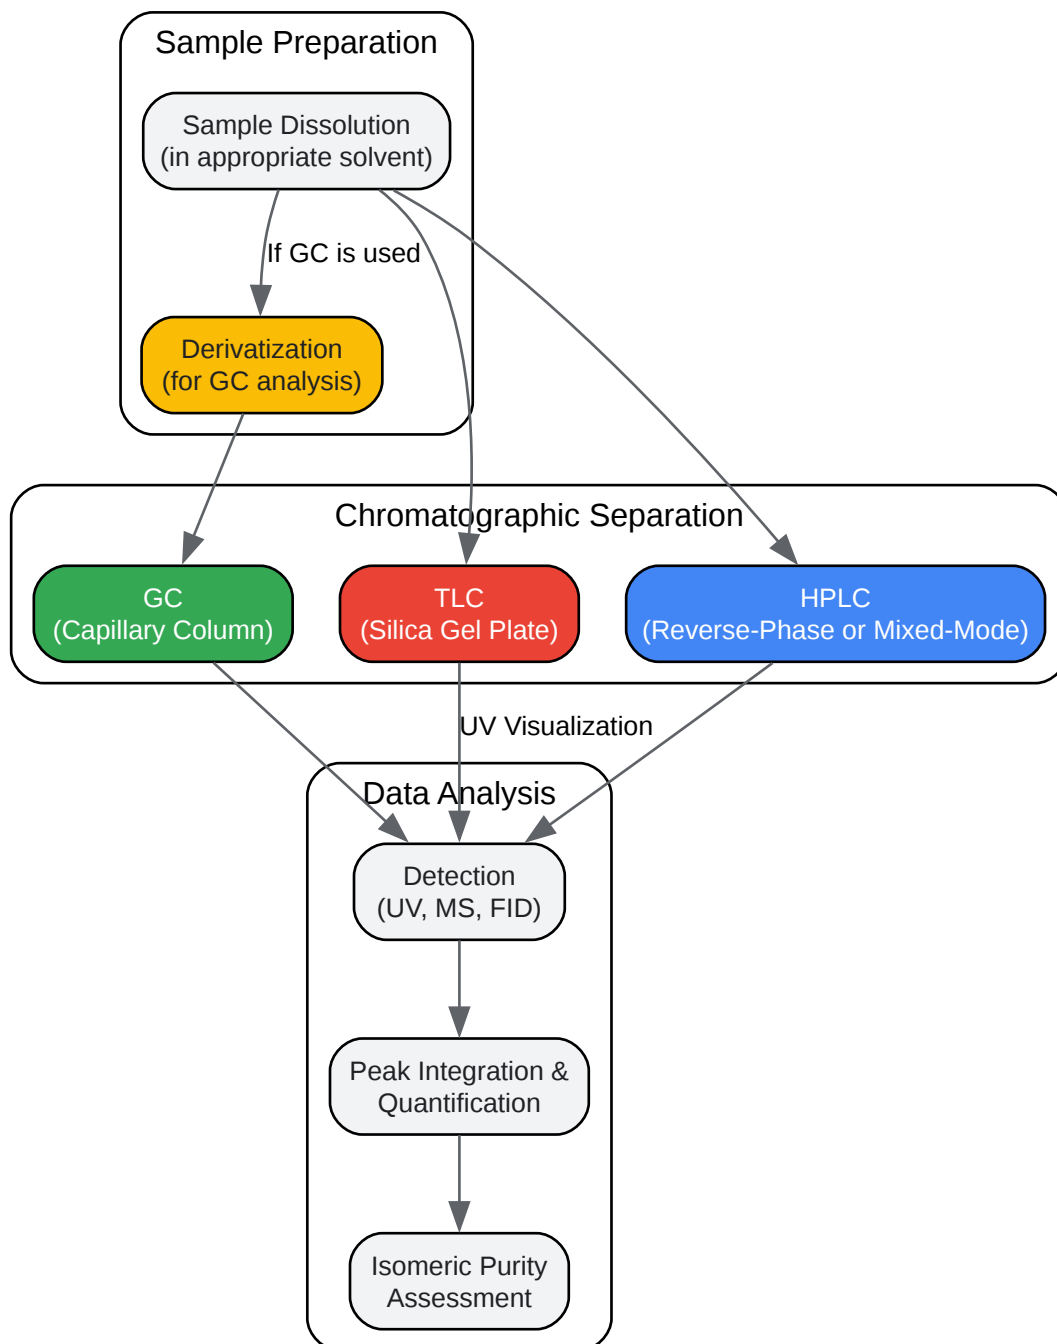 Sample Preparation
Sample Dissolution
(in appropriate solvent)
If GC is used
Derivatization
(for GC analysis)
Chromatographic Separation
GC
(Capillary Column)
TLC
(Silica Gel Plate)
HPLC
(Reverse-Phase or Mixed-Mode)
UV Visualization
Data Analysis
Detection
(UV, MS, FID)
Peak Integration &
Quantification
Isomeric Purity
Assessment